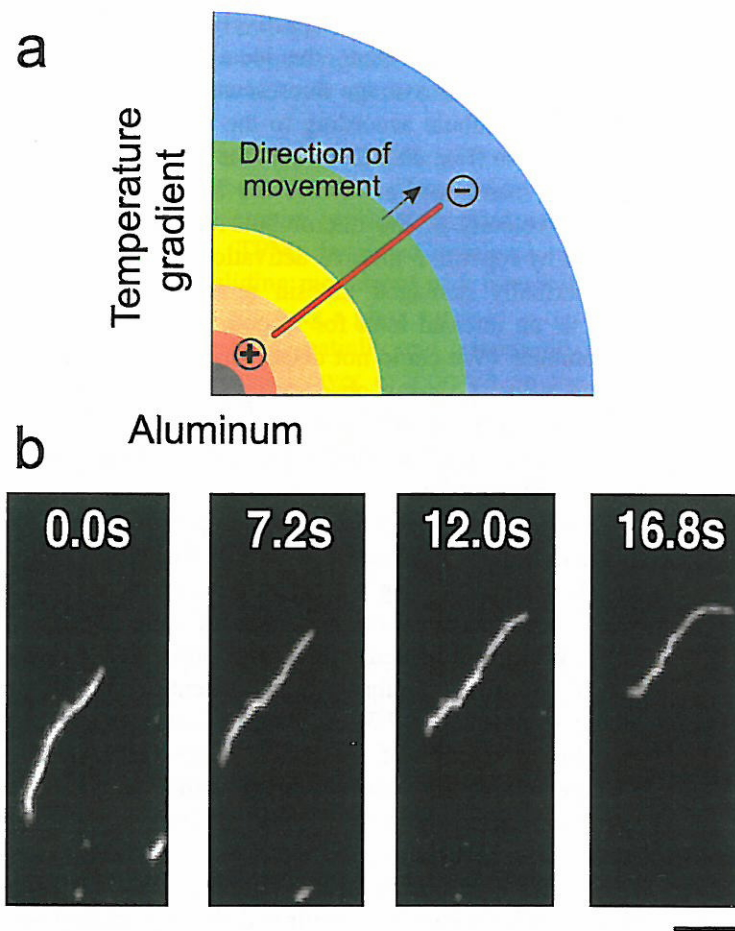 a
Temperature
gradient
Direction of
movement
−
+
Aluminum
b
0.0s
7.2s
12.0s
16.8s